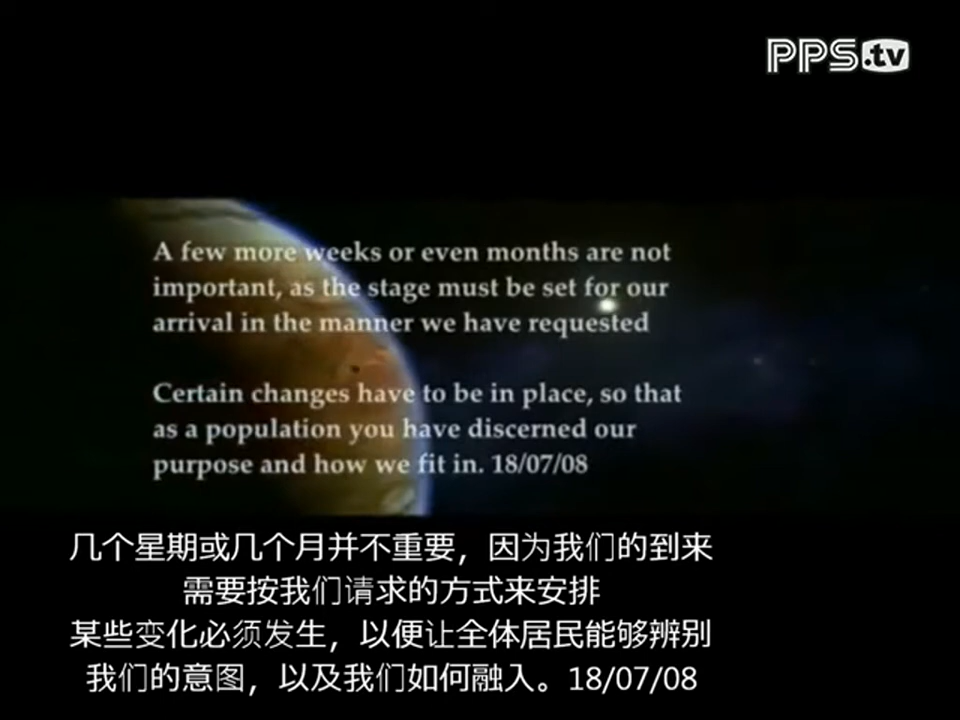 PPS.tv
A few more weeks or even months are not
important, as the stage must be set for our
arrival in the manner we have requested
Certain changes have to be in place, so that
as a population you have discerned our
purpose and how we fit in. 18/07/08
几个星期或几个月并不重要，因为我们的到来
需要按我们请求的方式来安排
某些变化必须发生，以便让全体居民能够辨别
我们的意图，以及我们如何融入。18/07/08